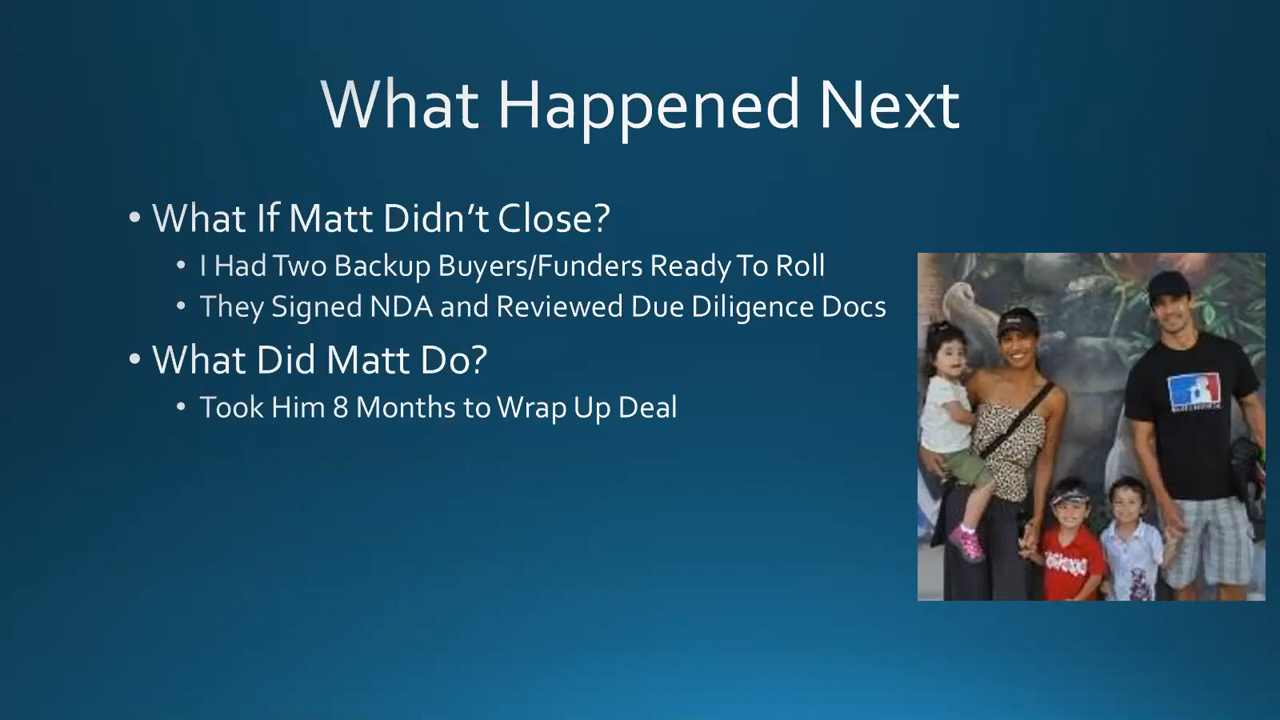 What Happened Next
• What If Matt Didn't Close?
• I Had Two Backup Buyers/Funders Ready To Roll
• They Signed NDA and Reviewed Due Diligence Docs
• What Did Matt Do?
• Took Him 8 Months to Wrap Up Deal